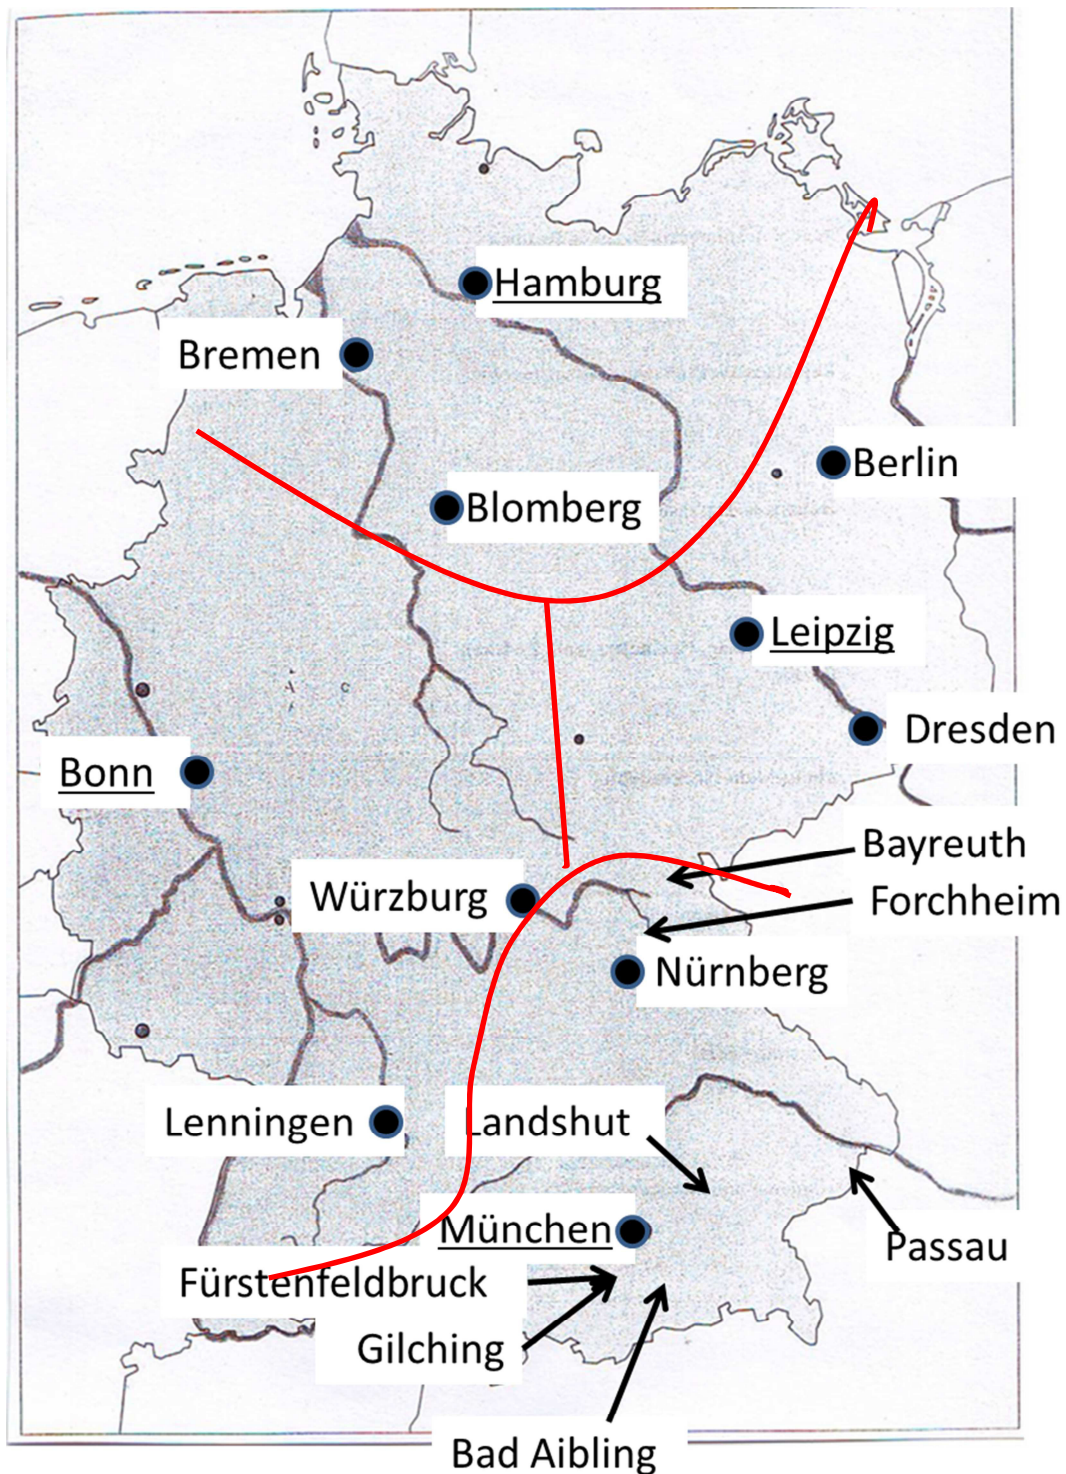 Hamburg
Bremen
Berlin
Blomberg
Leipzig
Dresden
Bonn
Bayreuth
Würzburg
Forchheim
Nürnberg
Lenningen
Landshut
München
Passau
Fürstenfeldbruck
Gilching
Bad Aibling